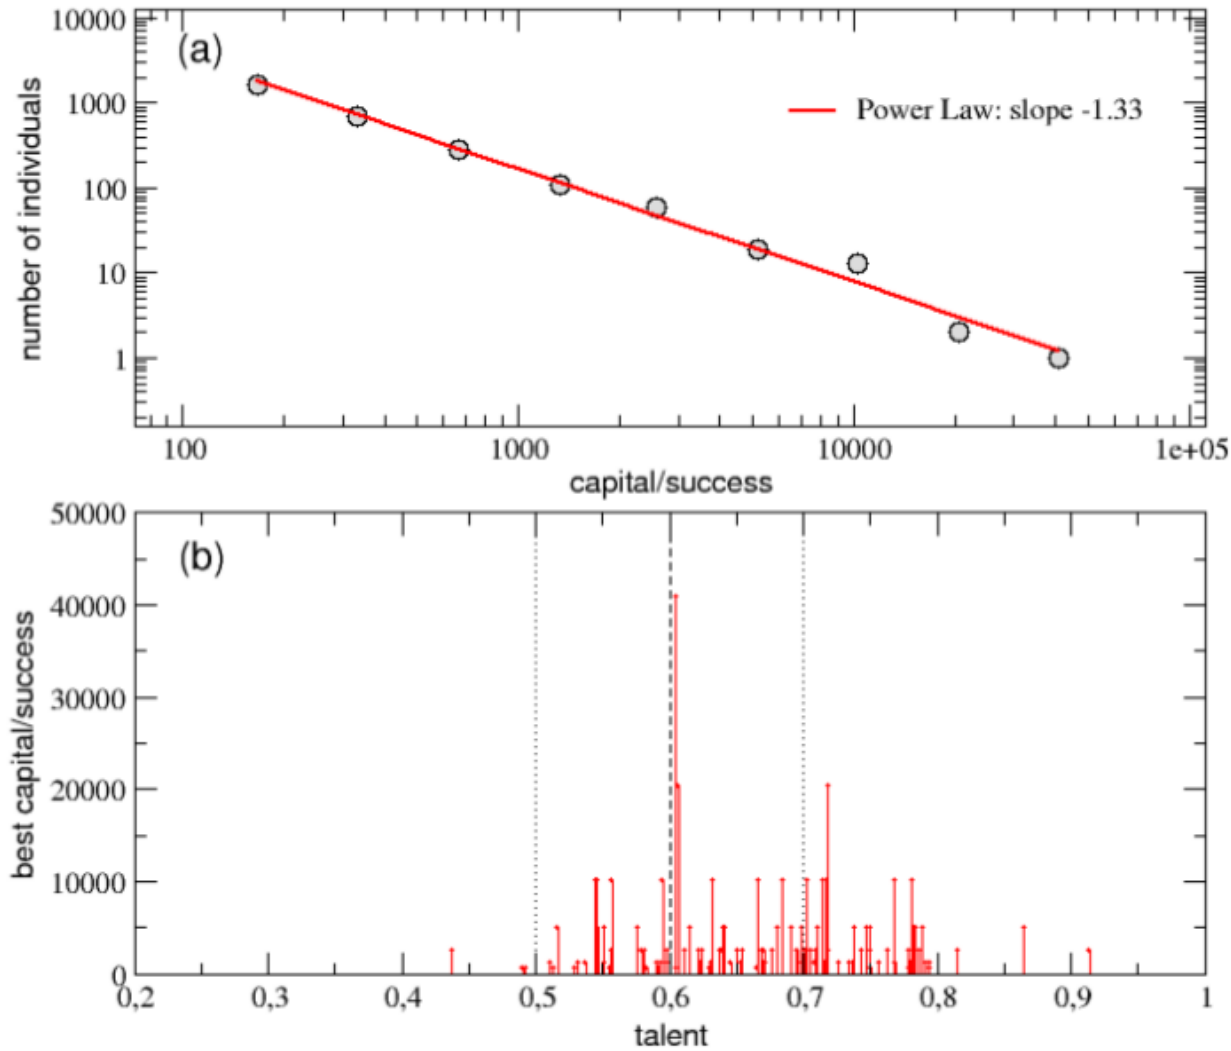 10000
(a)
1000
Power Law: slope -1.33
100
10
1
number of individuals
100 1000 10000 1e+05
capital/success
50000
(b)
40000
30000
20000
10000
0
best capital/success
0,2 0,3 0,4 0,5 0,6 0,7 0,8 0,9 1
talent